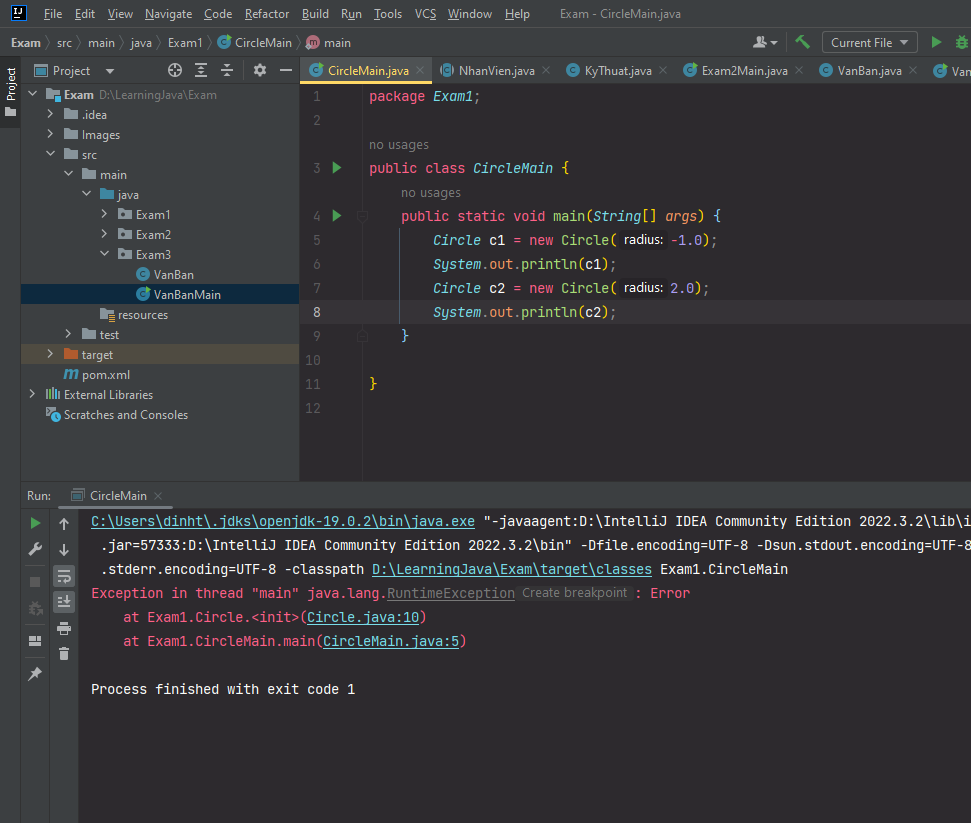 File Edit View Navigate Code Refactor Build Run Tools VCS Window Help Exam - CircleMain.java
Exam src main java Exam1 CircleMain main Current File
Project
Project
CircleMain.java NhanVien.java KyThuat.java Exam2Main.java VanBan.java Van
Exam D:\LearningJava\Exam
.idea
Images
src
main
java
Exam1
Exam2
Exam3
VanBan
VanBanMain
resources
test
target
pom.xml
External Libraries
Scratches and Consoles
1 package Exam1;
2
no usages
3 public class CircleMain {
no usages
4 public static void main(String[] args) {
5 Circle c1 = new Circle( radius: -1.0);
6 System.out.println(c1);
7 Circle c2 = new Circle( radius: 2.0);
8 System.out.println(c2);
9 }
10
11 }
12
Run: CircleMain
C:\Users\dinht\.jdks\openjdk-19.0.2\bin\java.exe "-javaagent:D:\IntelliJ IDEA Community Edition 2022.3.2\lib\i
.jar=57333:D:\IntelliJ IDEA Community Edition 2022.3.2\bin" -Dfile.encoding=UTF-8 -Dsun.stdout.encoding=UTF-8
.stderr.encoding=UTF-8 -classpath D:\LearningJava\Exam\target\classes Exam1.CircleMain
Exception in thread "main" java.lang.RuntimeException Create breakpoint : Error
at Exam1.Circle.<init>(Circle.java:10)
at Exam1.CircleMain.main(CircleMain.java:5)
Process finished with exit code 1